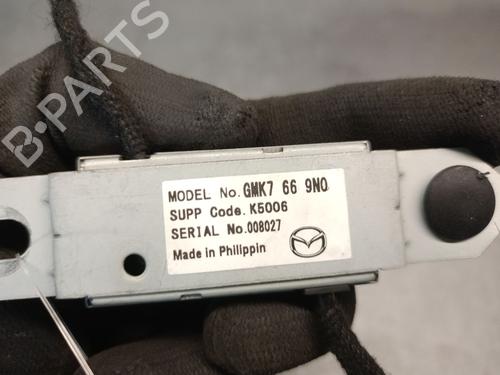 B-PARTS
MODEL No. GMK7 66 9N0
SUPP Code. K5006
SERIAL No. 008027
Made in Philippin